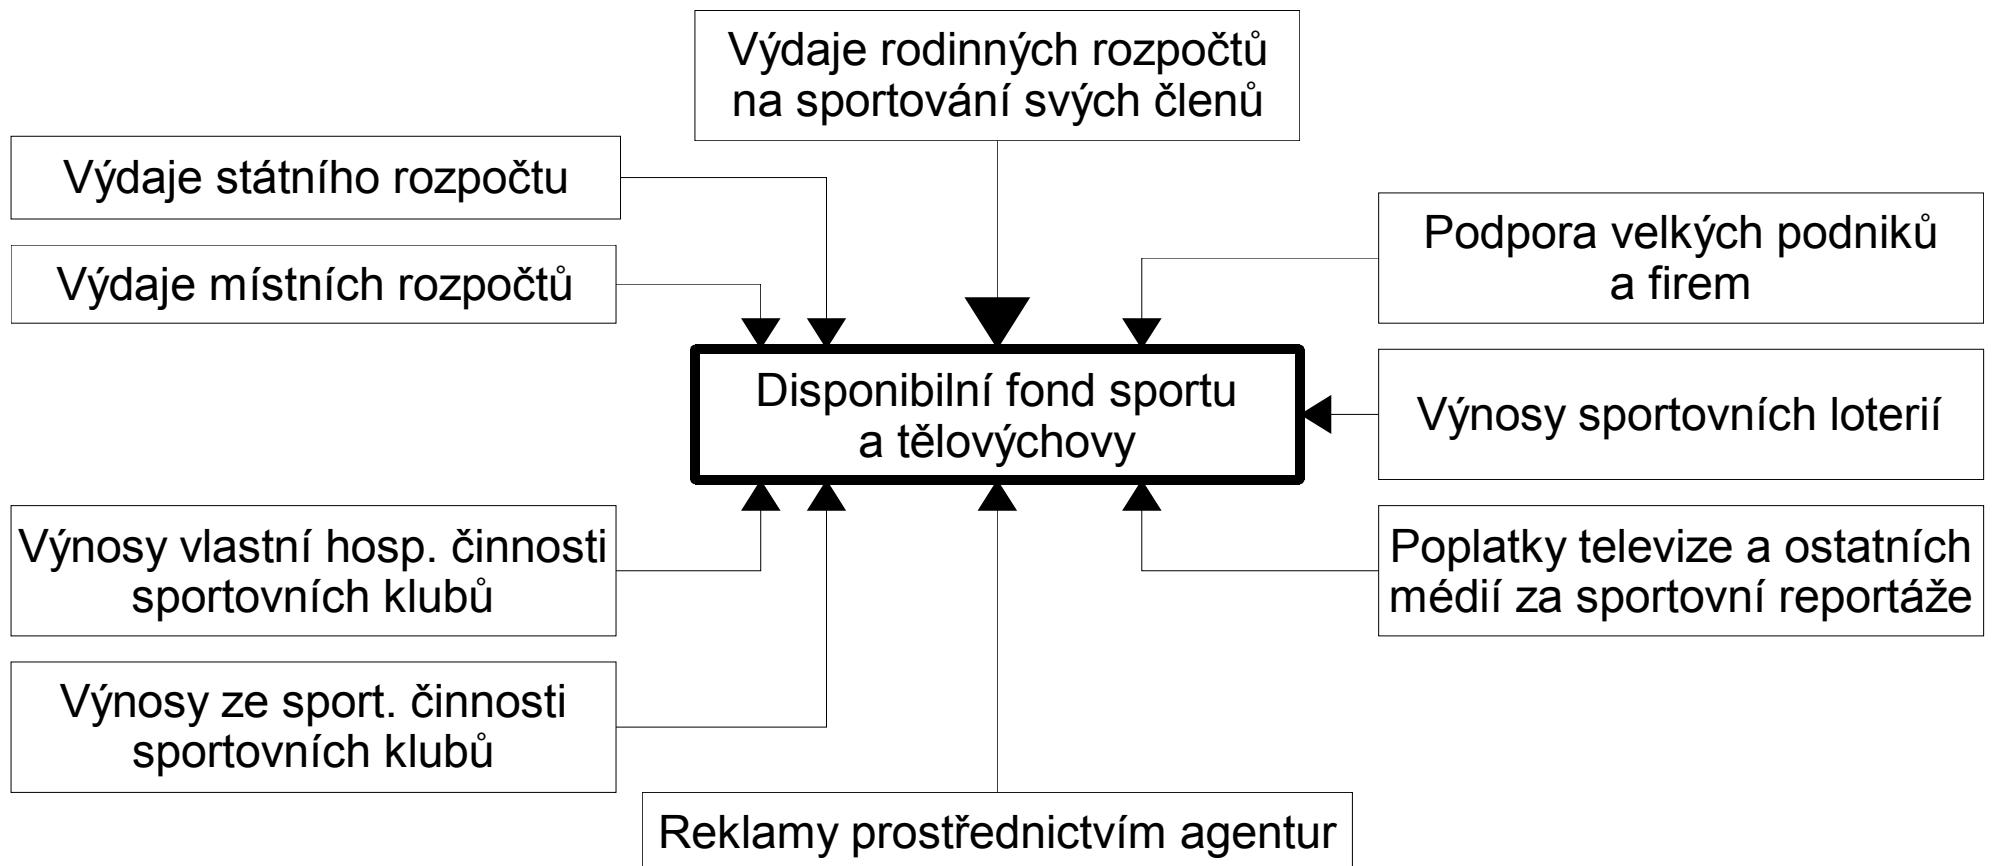 Výdaje rodinných rozpočtů
na sportování svých členů
Výdaje státního rozpočtu
Výdaje místních rozpočtů
Podpora velkých podniků
a firem
Disponibilní fond sportu
a tělovýchovy
Výnosy sportovních loterií
Výnosy vlastní hosp. činnosti
sportovních klubů
Poplatky televize a ostatních
médií za sportovní reportáže
Výnosy ze sport. činnosti
sportovních klubů
Reklamy prostřednictvím agentur